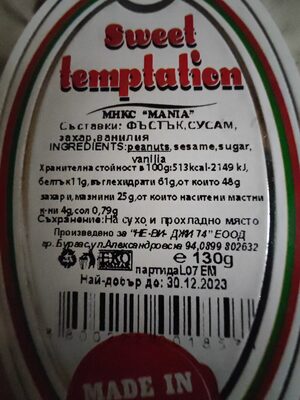 Sweet
temptation
МИКС "MANIA"
Съставки: ФЪСТЪК,СУСАМ,
захар,ванилия
INGREDIENTS:peanuts,sesame,sugar,
vanilla
Хранителна стойност в 100g:513kcal-2149 kJ,
белтък11g,въглехидрати 61g,от които 48g
захари,мазнини 25g,от които наситени мастни
к-ни 4g,сол 0,79g
Съхранение:На сухо и прохладно място
Произведено за "НЕ-ВИ- ДЖИ 74" ЕООД
гр. Бургас,ул.Александровска 94,0899 802632
℮ 130g
партидаL07 ЕМ
Най-добър до: 30.12.2023
MADE IN